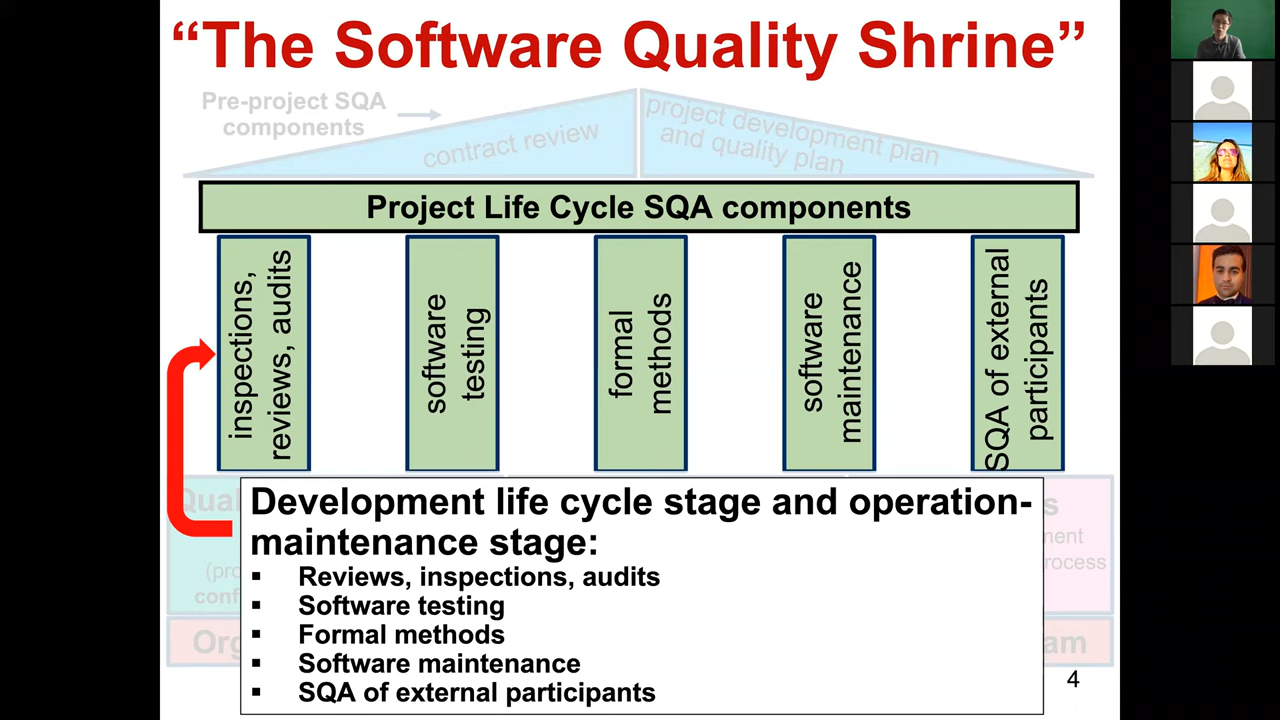 “The Software Quality Shrine”
Pre-project SQA
components
contract review
project development plan
and quality plan
Project Life Cycle SQA components
inspections,
reviews, audits
software
testing
formal
methods
software
maintenance
SQA of external
participants
Development life cycle stage and operation-
maintenance stage:
▪ Reviews, inspections, audits
▪ Software testing
▪ Formal methods
▪ Software maintenance
▪ SQA of external participants
4